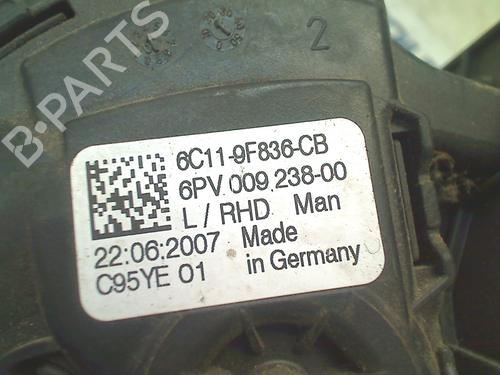 B-PARTS
2
6C11-9F836-CB
6PV.009.238-00
L / RHD Man
22:06:2007 Made
C95YE 01 in Germany